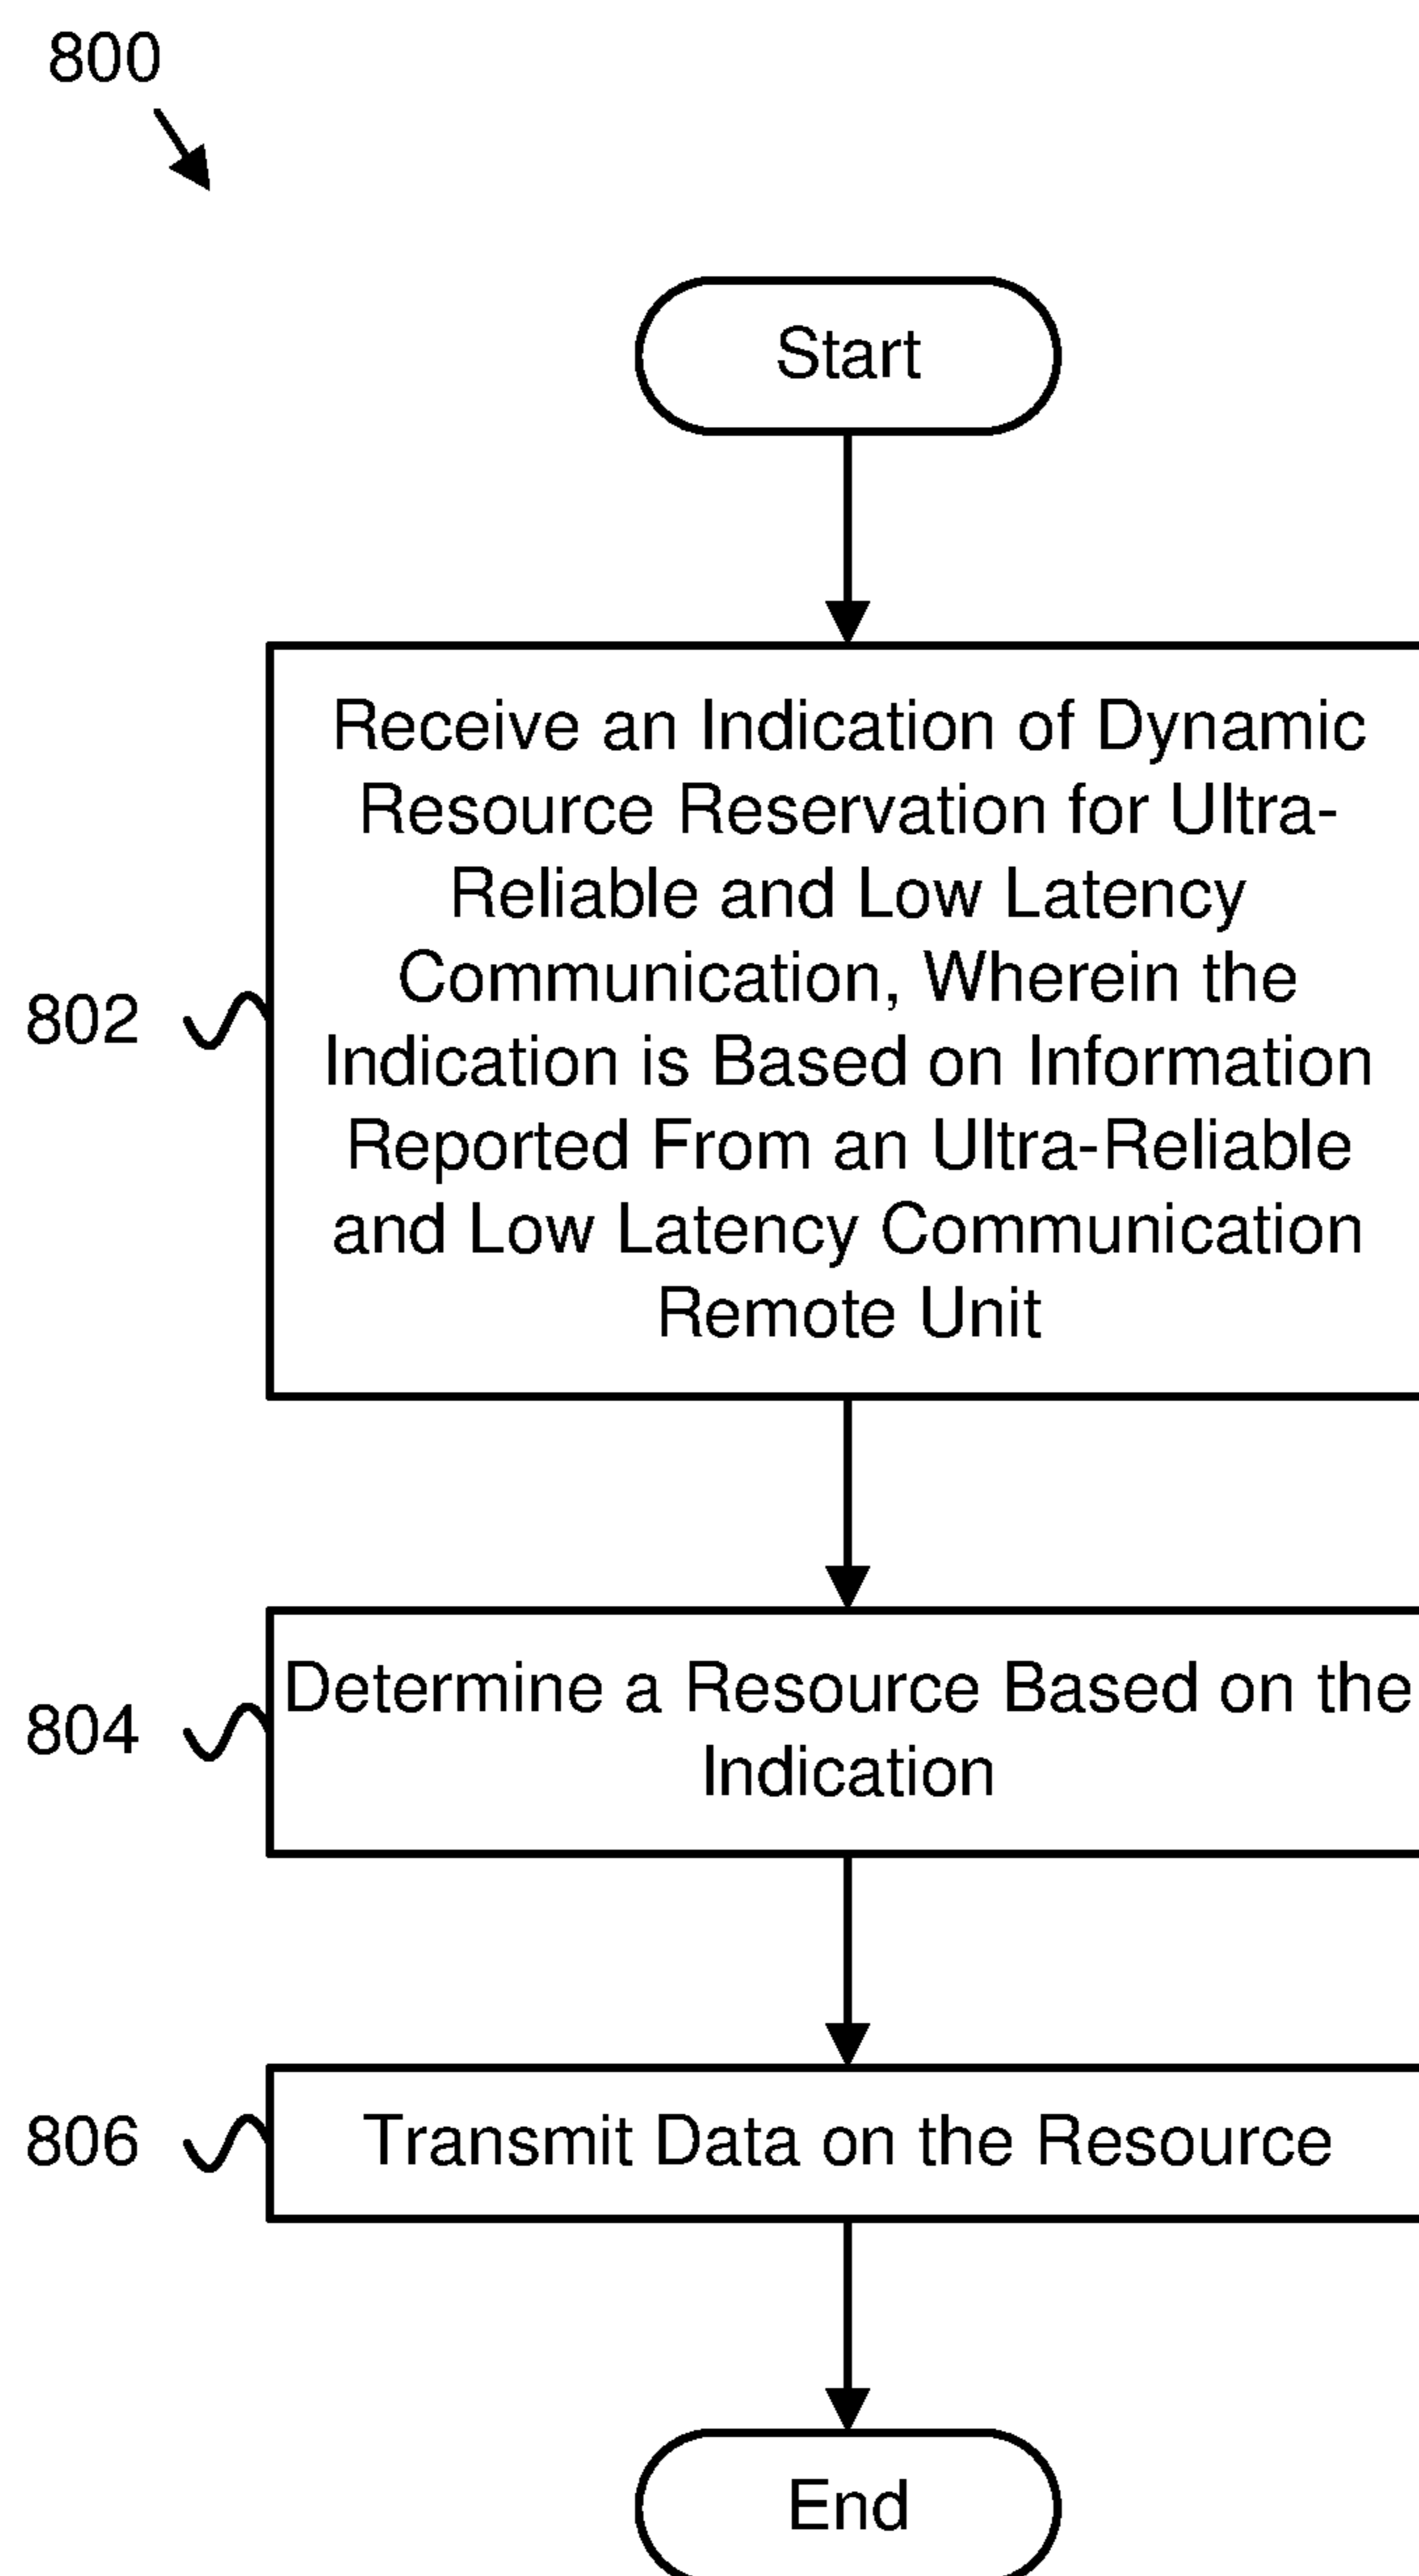 800
Start
Receive an Indication of Dynamic
Resource Reservation for Ultra-
Reliable and Low Latency
Communication, Wherein the
802
Indication is Based on Information
Reported From an Ultra-Reliable
and Low Latency Communication
Remote Unit
Determine a Resource Based on the
804
Indication
806
Transmit Data on the Resource
End